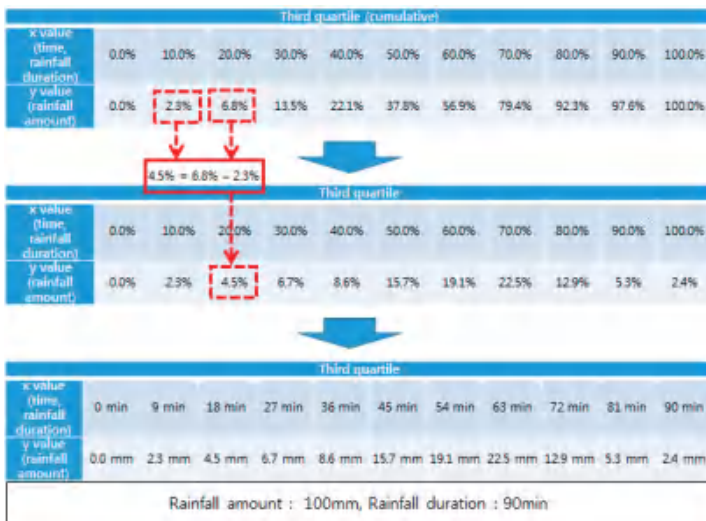 Third quartile (cumulative)
x value (time, rainfall duration) 0.0% 10.0% 20.0% 30.0% 40.0% 50.0% 60.0% 70.0% 80.0% 90.0% 100.0%
y value (rainfall amount) 0.0% 2.3% 6.8% 13.5% 22.1% 37.8% 56.9% 79.4% 92.3% 97.6% 100.0%
4.5% = 6.8% - 2.3%
Third quartile
x value (time, rainfall duration) 0.0% 10.0% 20.0% 30.0% 40.0% 50.0% 60.0% 70.0% 80.0% 90.0% 100.0%
y value (rainfall amount) 0.0% 2.3% 4.5% 6.7% 8.6% 15.7% 19.1% 22.5% 12.9% 5.3% 2.4%
Third quartile
x value (time, rainfall duration) 0 min 9 min 18 min 27 min 36 min 45 min 54 min 63 min 72 min 81 min 90 min
y value (rainfall amount) 0.0 mm 2.3 mm 4.5 mm 6.7 mm 8.6 mm 15.7 mm 19.1 mm 22.5 mm 12.9 mm 5.3 mm 2.4 mm
Rainfall amount : 100mm, Rainfall duration : 90min